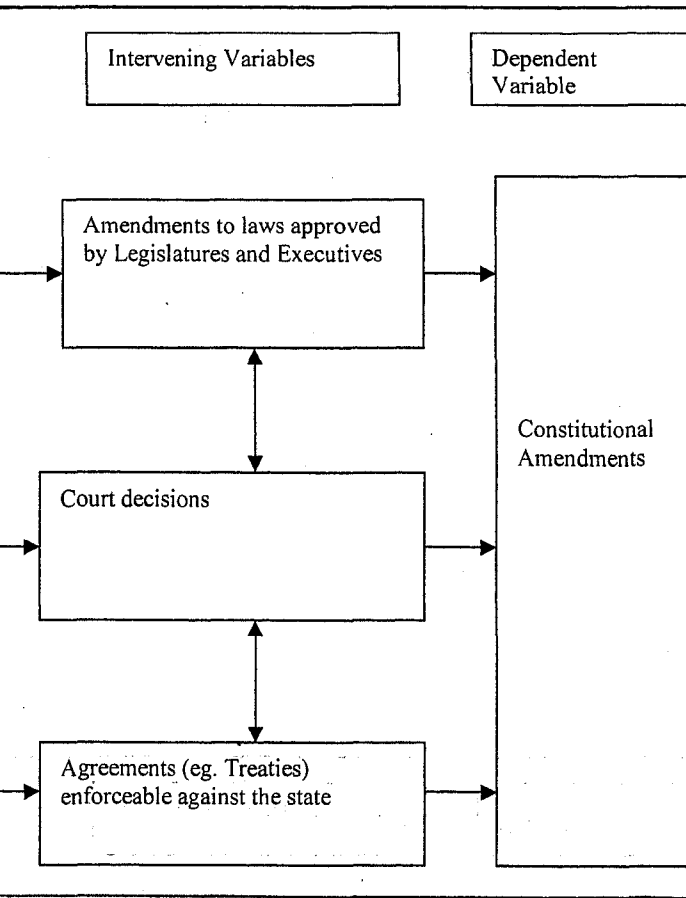 Intervening Variables
Dependent
Variable
Amendments to laws approved
by Legislatures and Executives
Constitutional
Amendments
Court decisions
Agreements (eg. Treaties)
enforceable against the state